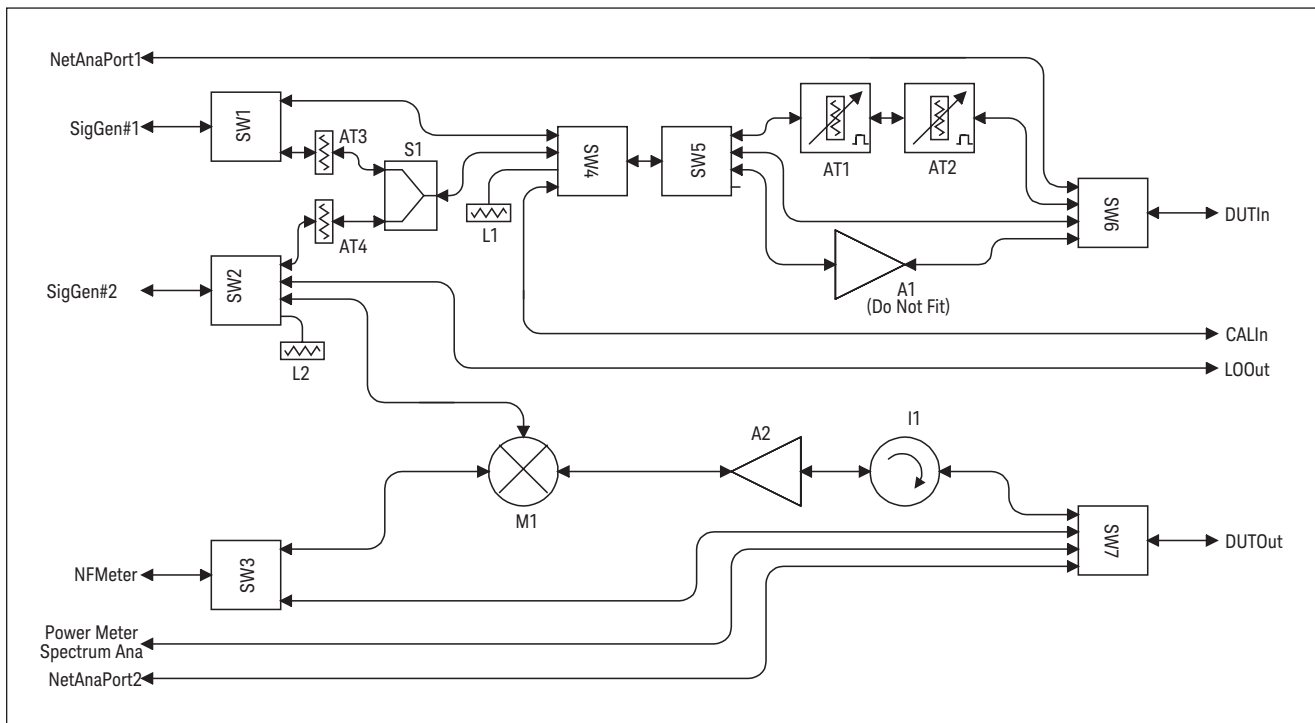 NetAnaPort1
SigGen#1
SW1
AT3
S1
SW4
SW5
AT1
AT2
SW6
DUTIn
L1
AT4
SigGen#2
SW2
A1
(Do Not Fit)
L2
CALIn
LOOut
M1
A2
I1
SW7
DUTOut
NFMeter
SW3
Power Meter
Spectrum Ana
NetAnaPort2